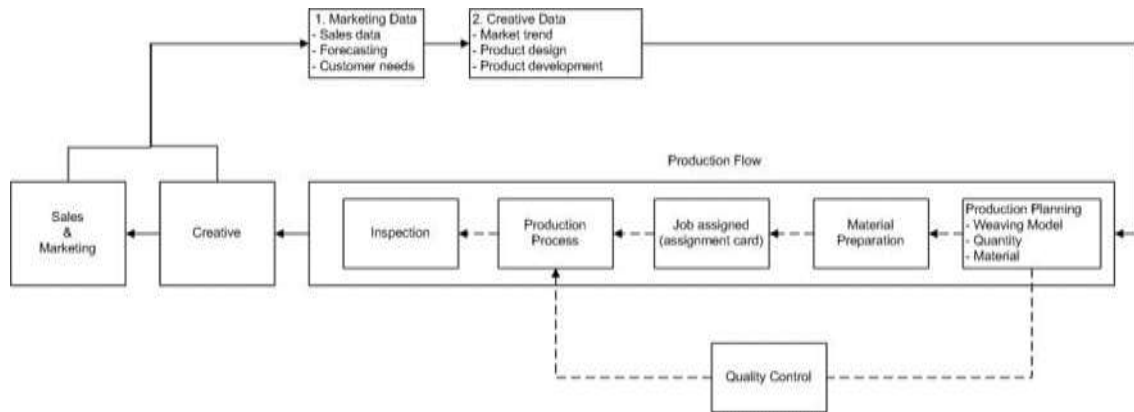 1. Marketing Data
- Sales data
- Forecasting
- Customer needs
2. Creative Data
- Market trend
- Product design
- Product development
Production Flow
Sales
&
Marketing
Creative
Inspection
Production
Process
Job assigned
(assignment card)
Material
Preparation
Production Planning
- Weaving Model
- Quantity
- Material
Quality Control